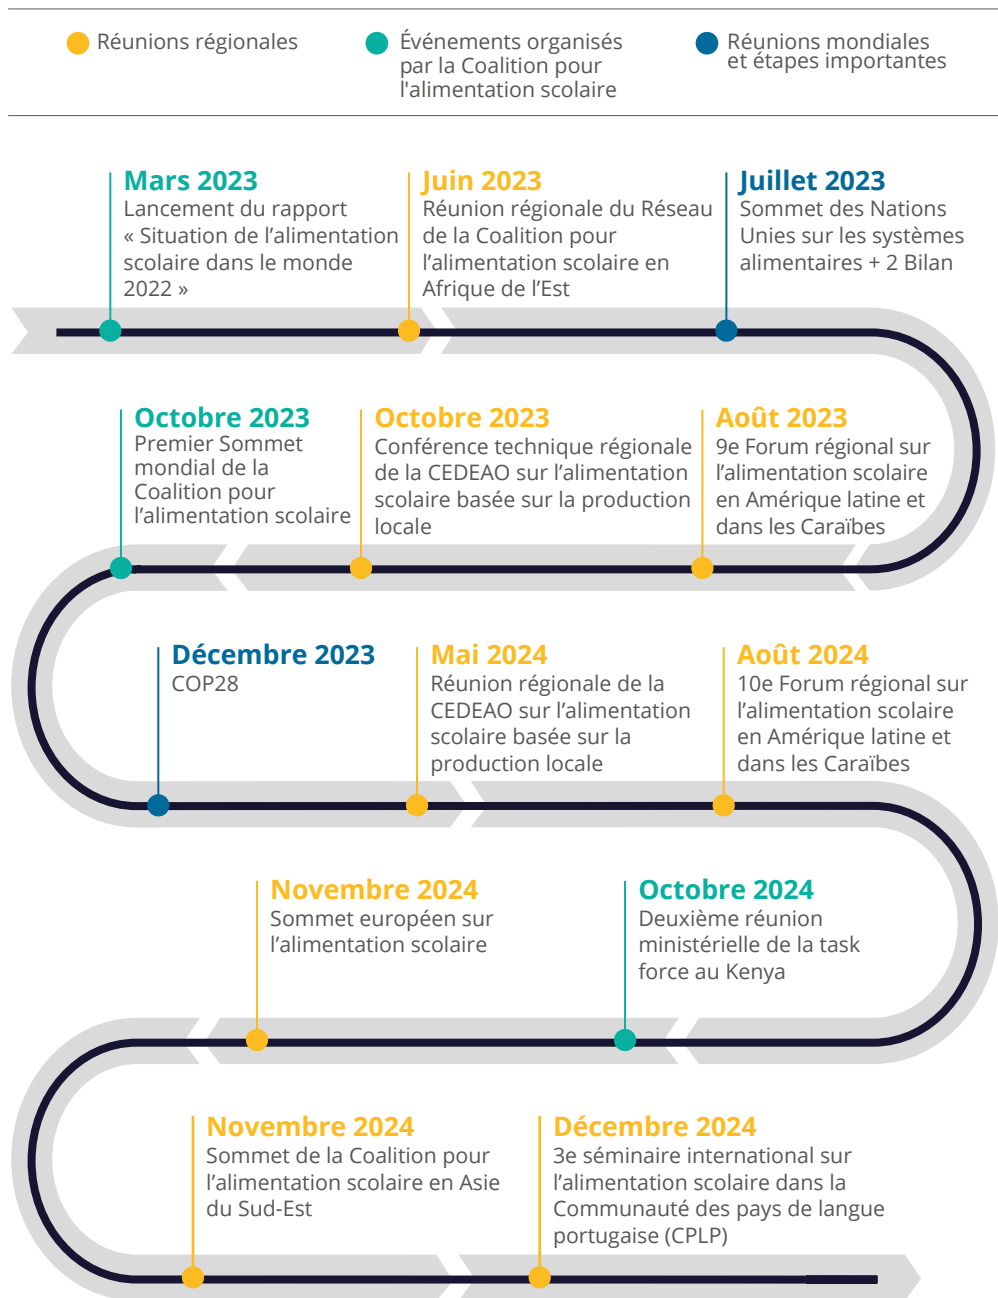 Réunions régionales
Événements organisés
par la Coalition pour
l'alimentation scolaire
Réunions mondiales
et étapes importantes
Mars 2023
Lancement du rapport
« Situation de l’alimentation
scolaire dans le monde
2022 »
Juin 2023
Réunion régionale du Réseau
de la Coalition pour
l’alimentation scolaire en
Afrique de l’Est
Juillet 2023
Sommet des Nations
Unies sur les systèmes
alimentaires + 2 Bilan
Octobre 2023
Premier Sommet
mondial de la
Coalition pour
l’alimentation scolaire
Octobre 2023
Conférence technique régionale
de la CEDEAO sur l’alimentation
scolaire basée sur la production
locale
Août 2023
9e Forum régional sur
l’alimentation scolaire
en Amérique latine et
dans les Caraïbes
Décembre 2023
COP28
Mai 2024
Réunion régionale de la
CEDEAO sur l’alimentation
scolaire basée sur la
production locale
Août 2024
10e Forum régional sur
l’alimentation scolaire
en Amérique latine et
dans les Caraïbes
Novembre 2024
Sommet européen sur
l’alimentation scolaire
Octobre 2024
Deuxième réunion
ministérielle de la task
force au Kenya
Novembre 2024
Sommet de la Coalition pour
l’alimentation scolaire en Asie
du Sud-Est
Décembre 2024
3e séminaire international sur
l’alimentation scolaire dans la
Communauté des pays de langue
portugaise (CPLP)